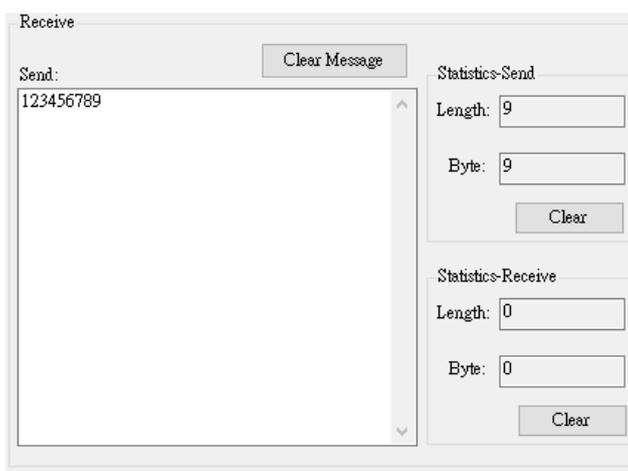 Receive
Clear Message
Send:
123456789
Statistics-Send
Length: 9
Byte: 9
Clear
Statistics-Receive
Length: 0
Byte: 0
Clear